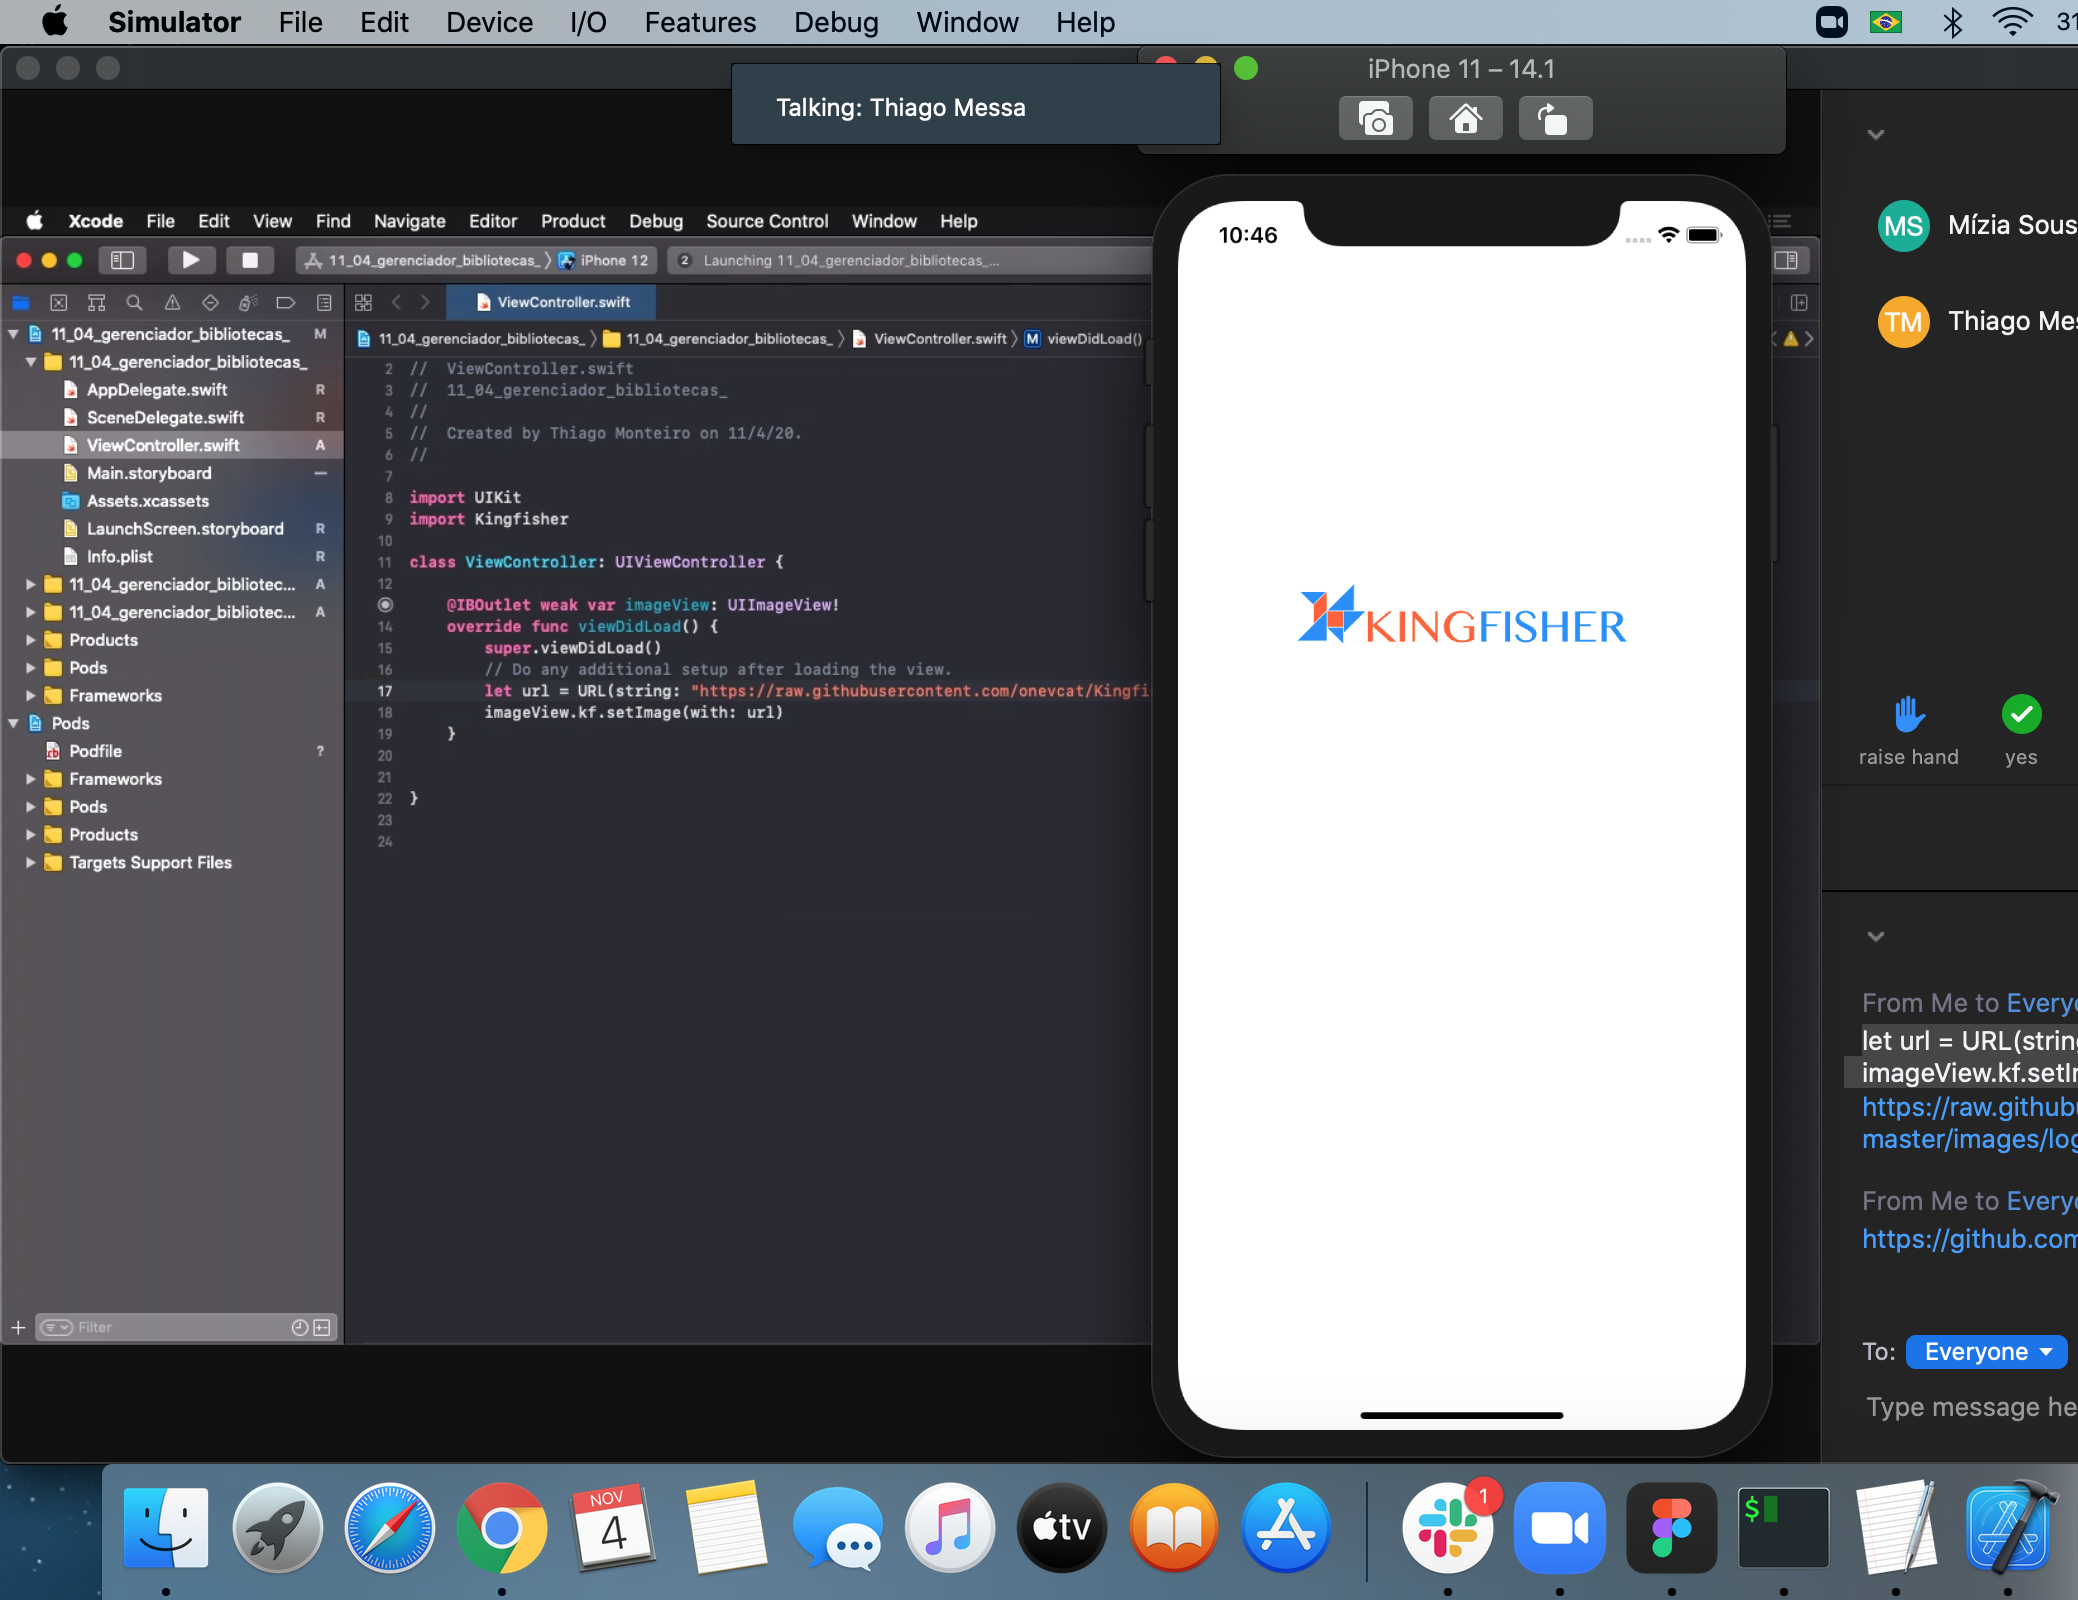 Simulator File Edit Device I/O Features Debug Window Help
Talking: Thiago Messa
iPhone 11 – 14.1
Xcode File Edit View Find Navigate Editor Product Debug Source Control Window Help
11_04_gerenciador_bibliotecas_ iPhone 12
2 Launching 11_04_gerenciador_bibliotecas_...
ViewController.swift
11_04_gerenciador_bibliotecas_ M
11_04_gerenciador_bibliotecas_
AppDelegate.swift R
SceneDelegate.swift R
ViewController.swift A
Main.storyboard –
Assets.xcassets
LaunchScreen.storyboard R
Info.plist R
11_04_gerenciador_bibliotec... A
11_04_gerenciador_bibliotec... A
Products
Pods
Frameworks
Pods
Podfile ?
Frameworks
Pods
Products
Targets Support Files
Filter
11_04_gerenciador_bibliotecas_ 11_04_gerenciador_bibliotecas_ ViewController.swift M viewDidLoad()
2 // ViewController.swift
3 // 11_04_gerenciador_bibliotecas_
4 //
5 // Created by Thiago Monteiro on 11/4/20.
6 //
7
8 import UIKit
9 import Kingfisher
10
11 class ViewController: UIViewController {
12
@IBOutlet weak var imageView: UIImageView!
14 override func viewDidLoad() {
15 super.viewDidLoad()
16 // Do any additional setup after loading the view.
17 let url = URL(string: "https://raw.githubusercontent.com/onevcat/Kingfi
18 imageView.kf.setImage(with: url)
19 }
20
21
22 }
23
24
10:46
KINGFISHER
MS Mízia Sous
TM Thiago Mes
raise hand
yes
From Me to Everyo
let url = URL(string
imageView.kf.setIm
https://raw.githubu
master/images/log
From Me to Everyo
https://github.com
To: Everyone
Type message he
NOV
4
tv
1
$